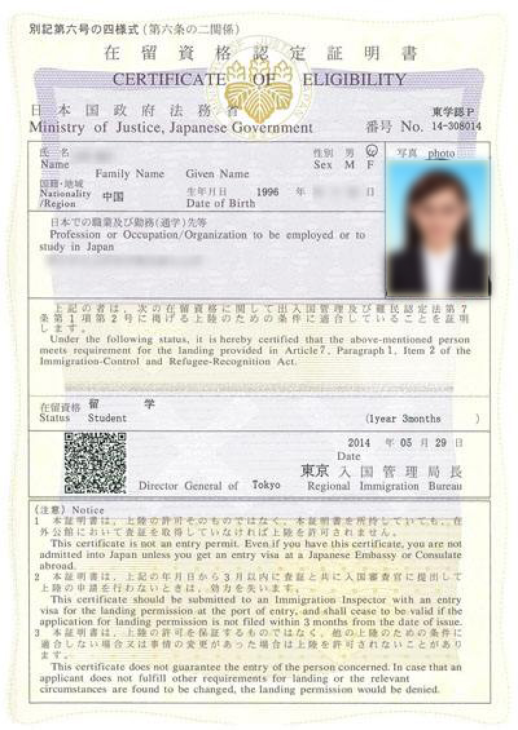 別記第六号の四様式(第六条の二関係)
在留資格認定証明書
CERTIFICATE OF ELIGIBILITY
日本国政府法務省
Ministry of Justice, Japanese Government
東学認P
番号 No. 14-308014
氏名
Name
Family Name Given Name
性別 男 女
Sex M F
写真 photo
国籍・地域
Nationality 中国
/Region
生年月日 1996 年 日
Date of Birth
日本での職業及び勤務(通学)先等
Profession or Occupation/Organization to be employed or to
study in Japan
上記の者は、次の在留資格に関して出入国管理及び難民認定法第7
条第1項第2号に掲げる上陸のための条件に適合していることを証明
します。
Under the following status, it is hereby certified that the above-mentioned person
meets requirement for the landing provided in Article 7, Paragraph 1, Item 2 of the
Immigration-Control and Refugee-Recognition Act.
在留資格 留学
Status Student
(1year 3months )
2014 年 05 月 29 日
Date
東京入国管理局長
Director General of Tokyo Regional Immigration Bureau
(注意) Notice
1 本証明書は、上陸の許可そのものではなく、本証明書を所持していても、在
外公館において査証を取得していなければ上陸を許可されません。
This certificate is not an entry permit. Even if you have this certificate, you are not
admitted into Japan unless you get an entry visa at a Japanese Embassy or Consulate
abroad.
2 本証明書は、上記の年月日から3月以内に査証と共に入国審査官に提出して
上陸の申請を行わないときは、効力を失います。
This certificate should be submitted to an Immigration Inspector with an entry
visa for the landing permission at the port of entry, and shall cease to be valid if the
application for landing permission is not filed within 3 months from the date of issue.
3 本証明書は、上陸の許可を保証するものではなく、他の上陸のための条件に
適合しない場合又は事情の変更があった場合は上陸を許可されないことがあり
ます。
This certificate does not guarantee the entry of the person concerned. In case that an
applicant does not fulfill other requirements for landing or the relevant
circumstances are found to be changed, the landing permission would be denied.